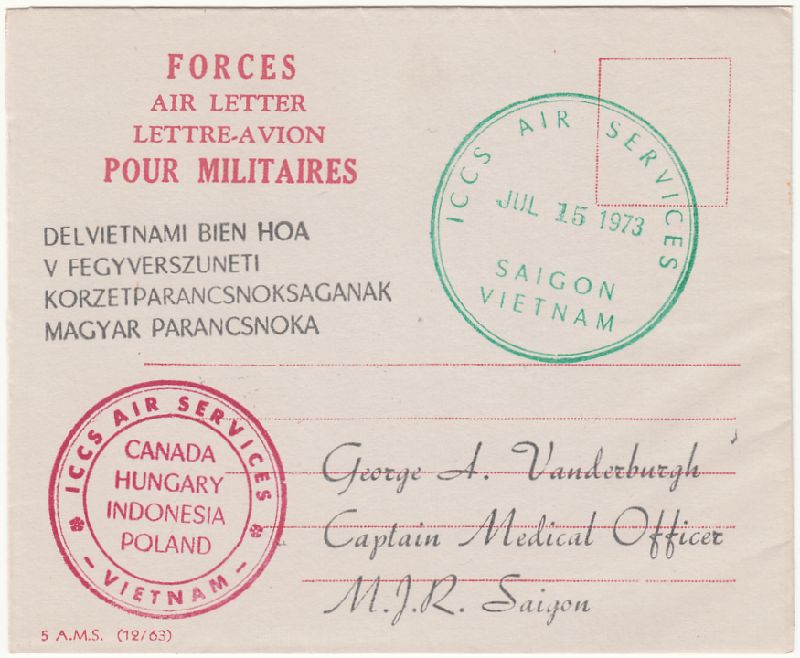 FORCES
AIR LETTER
LETTRE-AVION
POUR MILITAIRES
ICCS AIR SERVICES
JUL 15 1973
SAIGON
VIETNAM
DELVIETNAMI BIEN HOA
V FEGYVERSZUNETI
KORZETPARANCSNOKSAGANAK
MAGYAR PARANCSNOKA
ICCS AIR SERVICES
CANADA
HUNGARY
INDONESIA
POLAND
- VIETNAM -
George A. Vanderburgh
Captain Medical Officer
M.J.R. Saigon
5 A.M.S. (12/63)